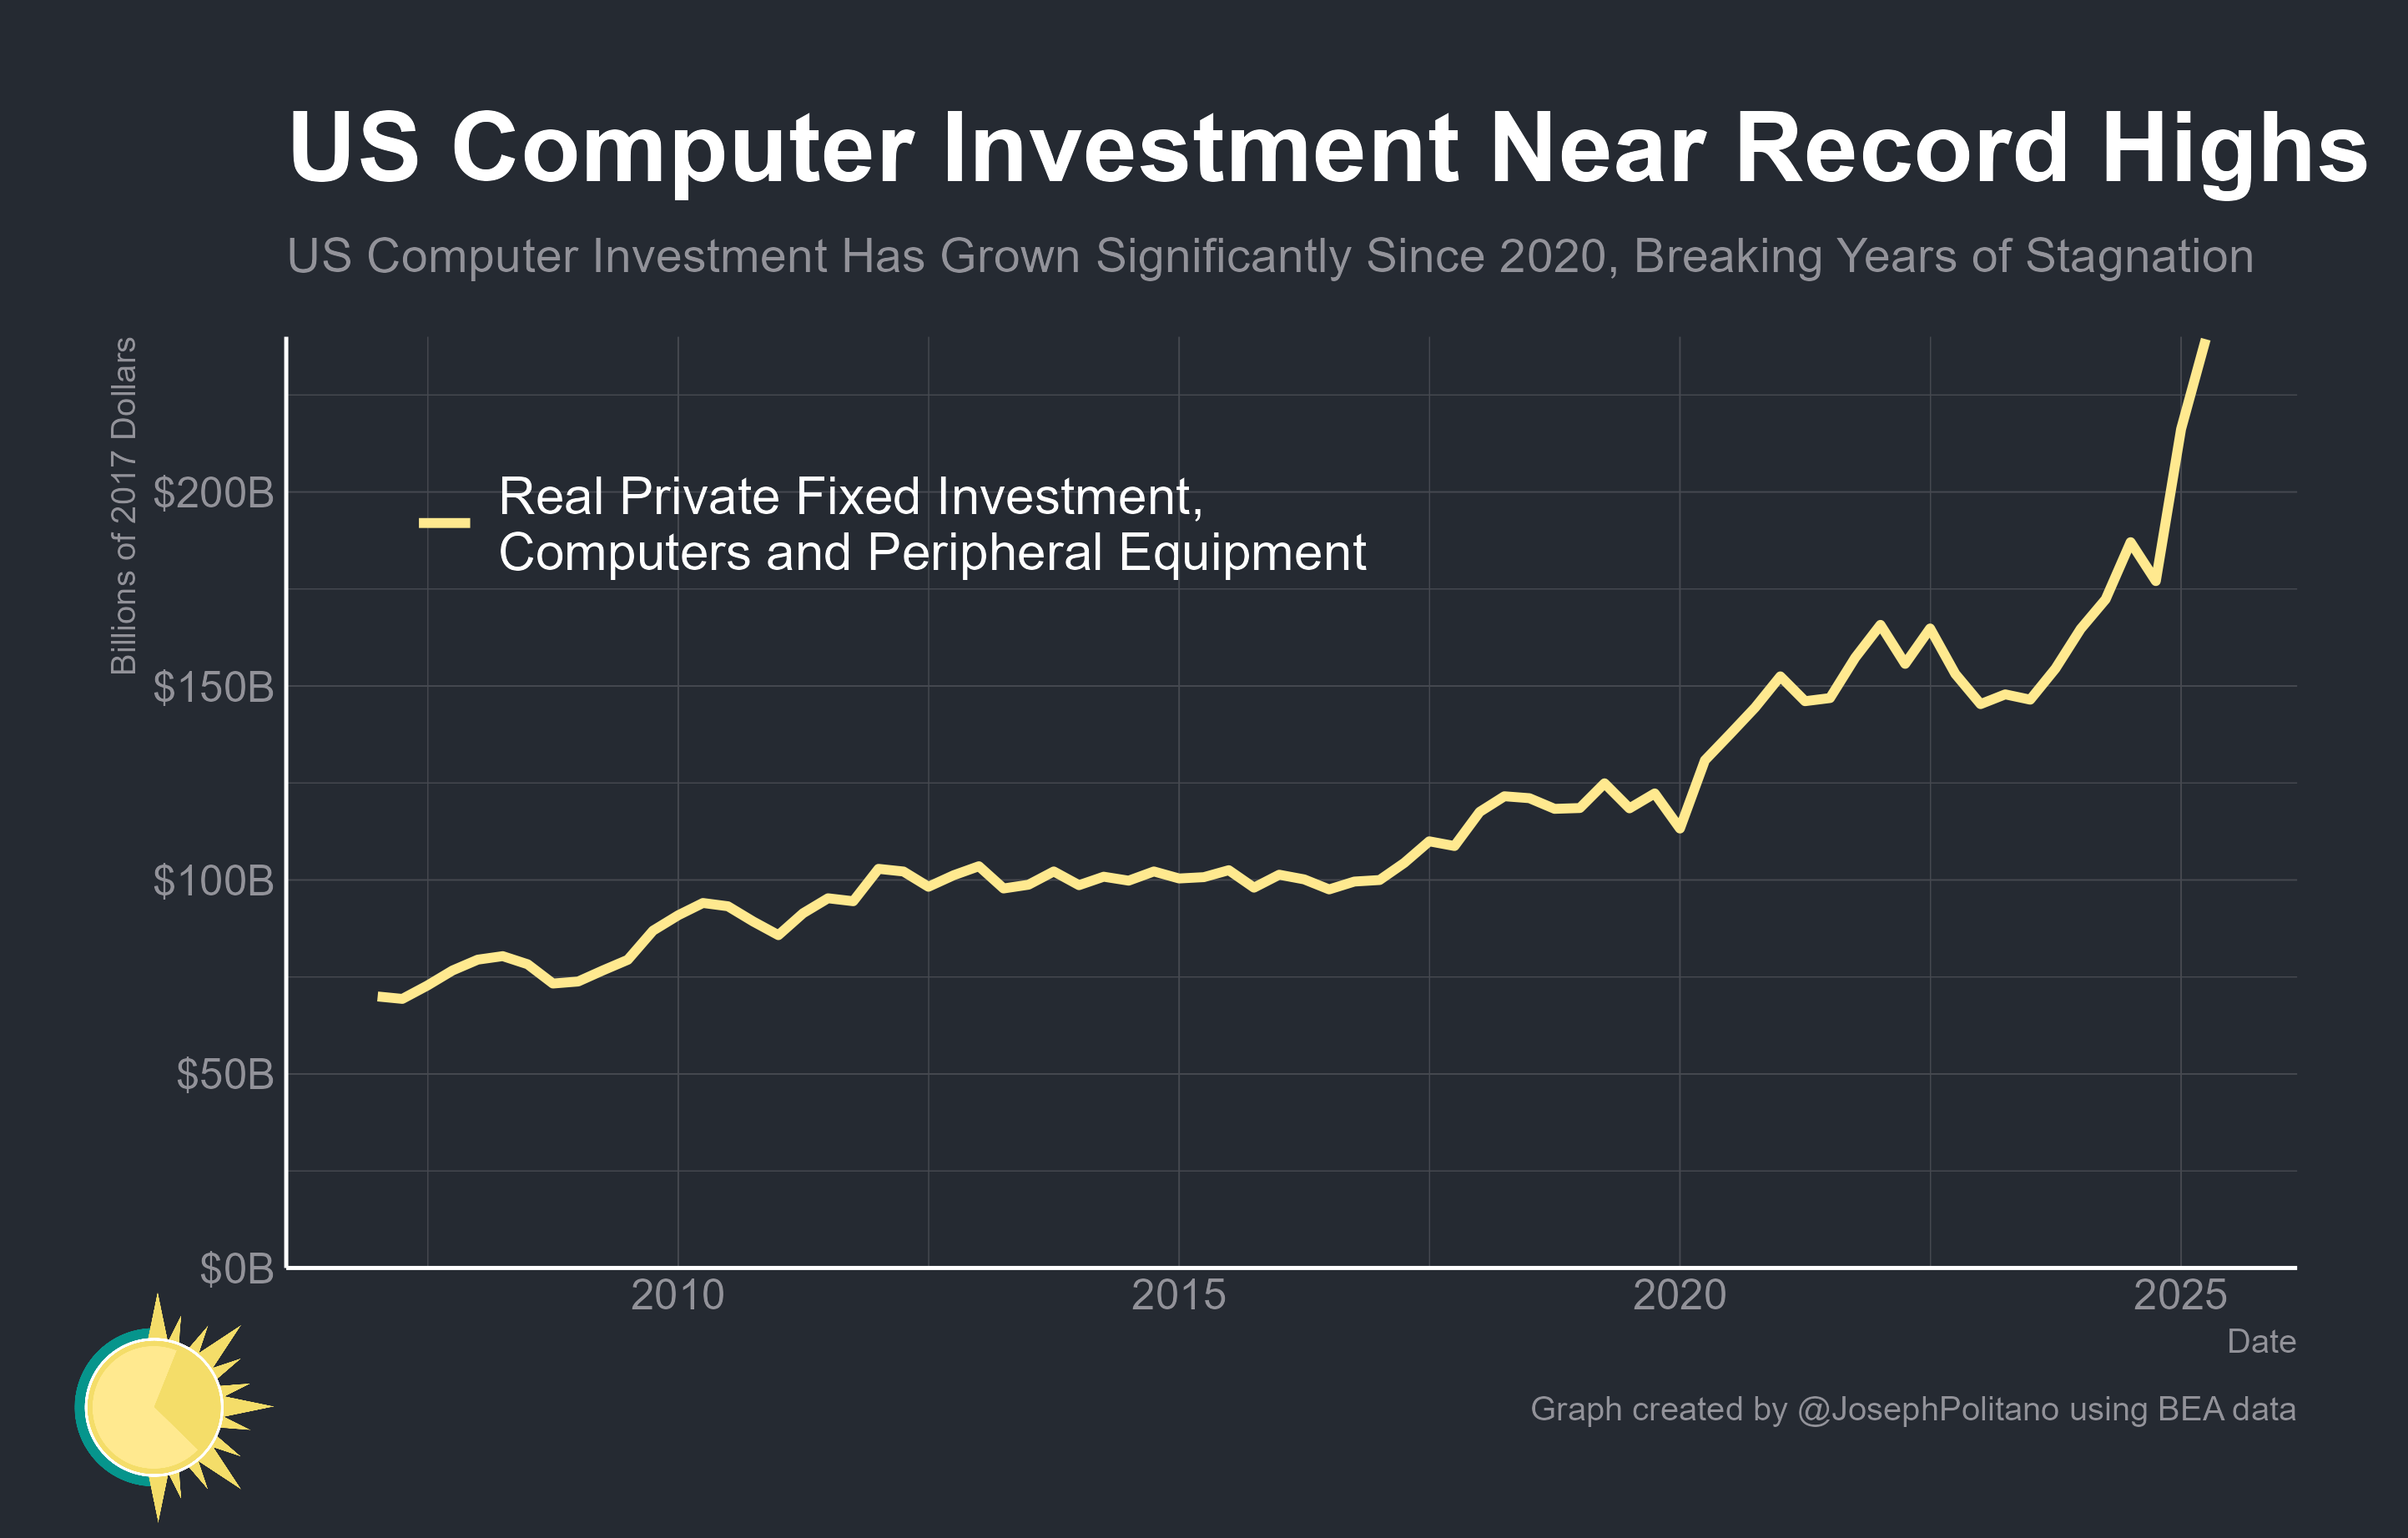 US Computer Investment Near Record Highs
US Computer Investment Has Grown Significantly Since 2020, Breaking Years of Stagnation
Billions of 2017 Dollars
$200B
$150B
$100B
$50B
$0B
Real Private Fixed Investment,
Computers and Peripheral Equipment
2010 2015 2020 2025
Date
Graph created by @JosephPolitano using BEA data